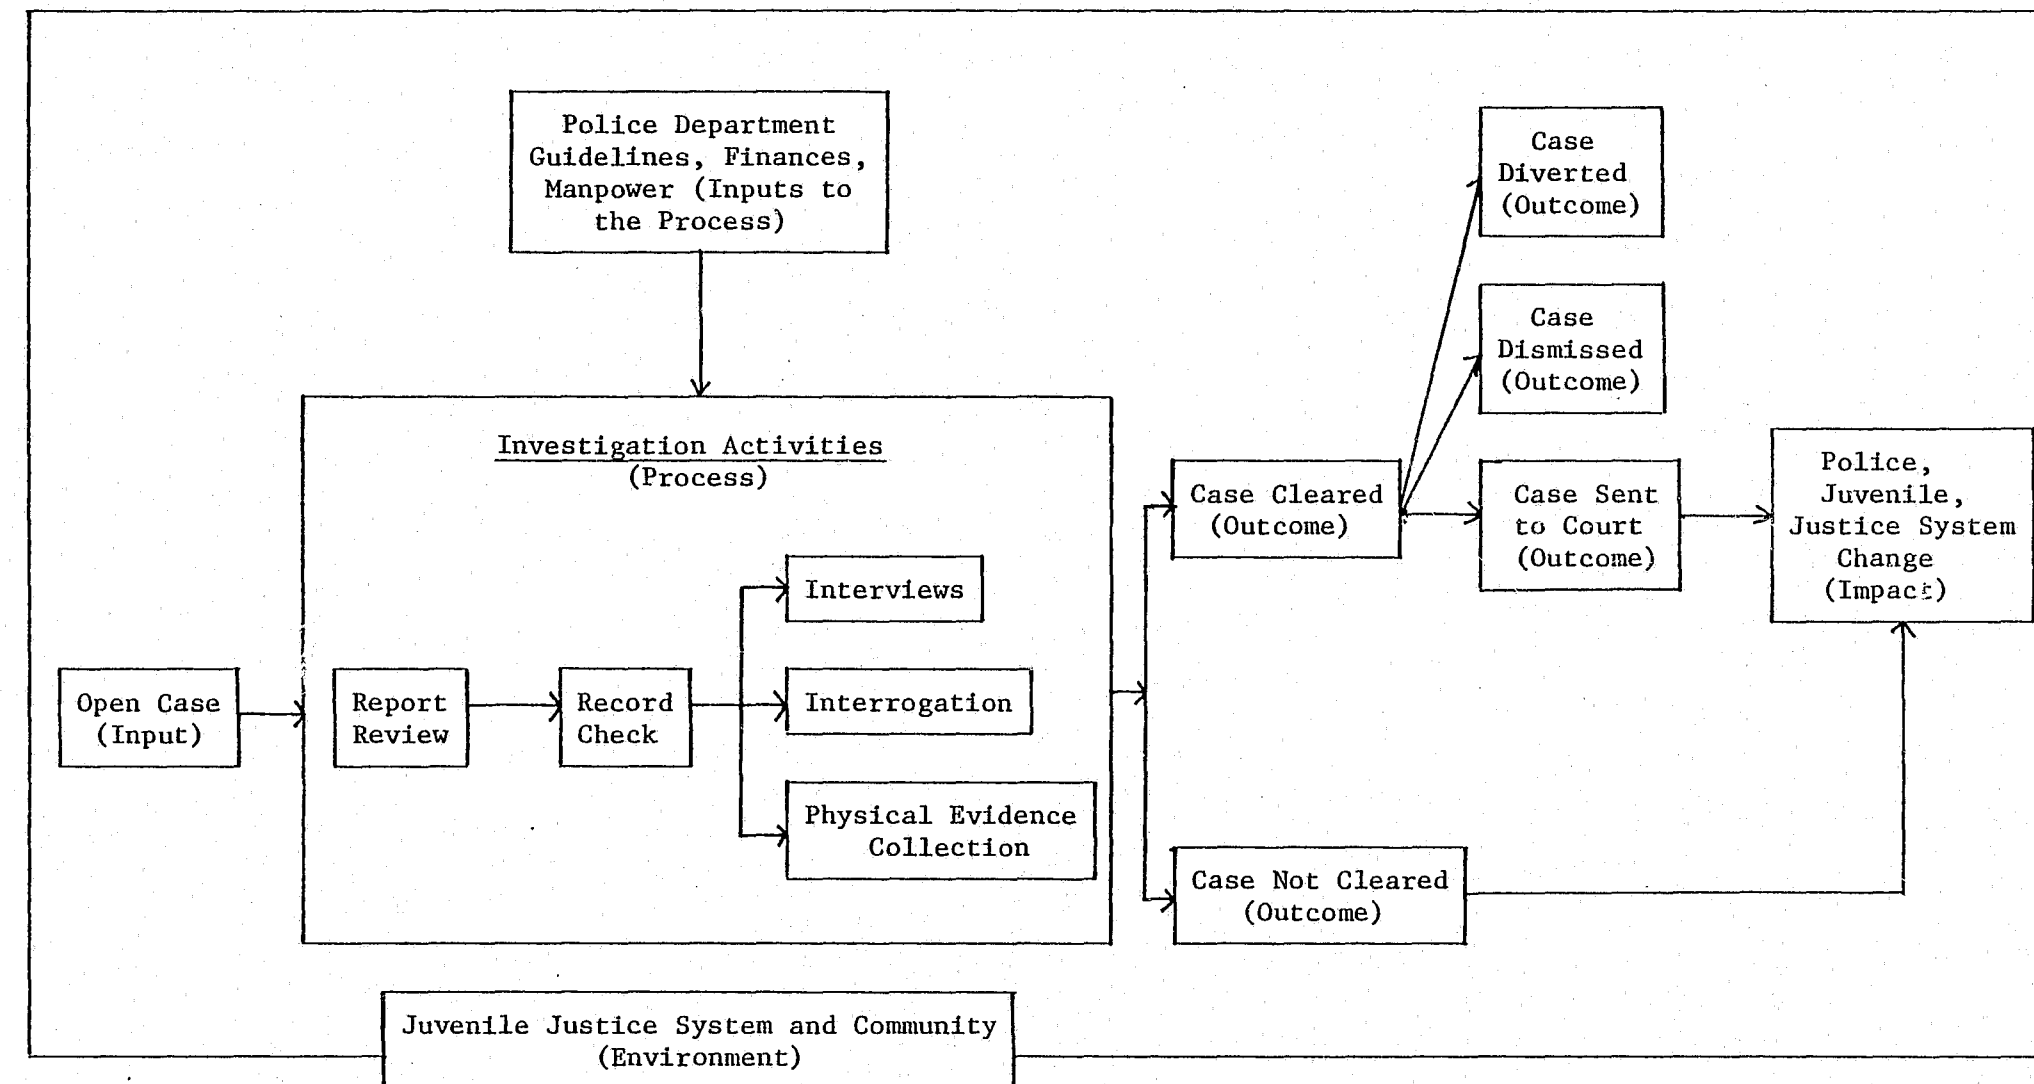 Police Department
Guidelines, Finances,
Manpower (Inputs to
the Process)
Case
Diverted
(Outcome)
Case
Dismissed
(Outcome)
Investigation Activities
(Process)
Open Case
(Input)
Report
Review
Record
Check
Interviews
Interrogation
Physical Evidence
Collection
Case Cleared
(Outcome)
Case Sent
to Court
(Outcome)
Police,
Juvenile,
Justice System
Change
(Impact)
Case Not Cleared
(Outcome)
Juvenile Justice System and Community
(Environment)